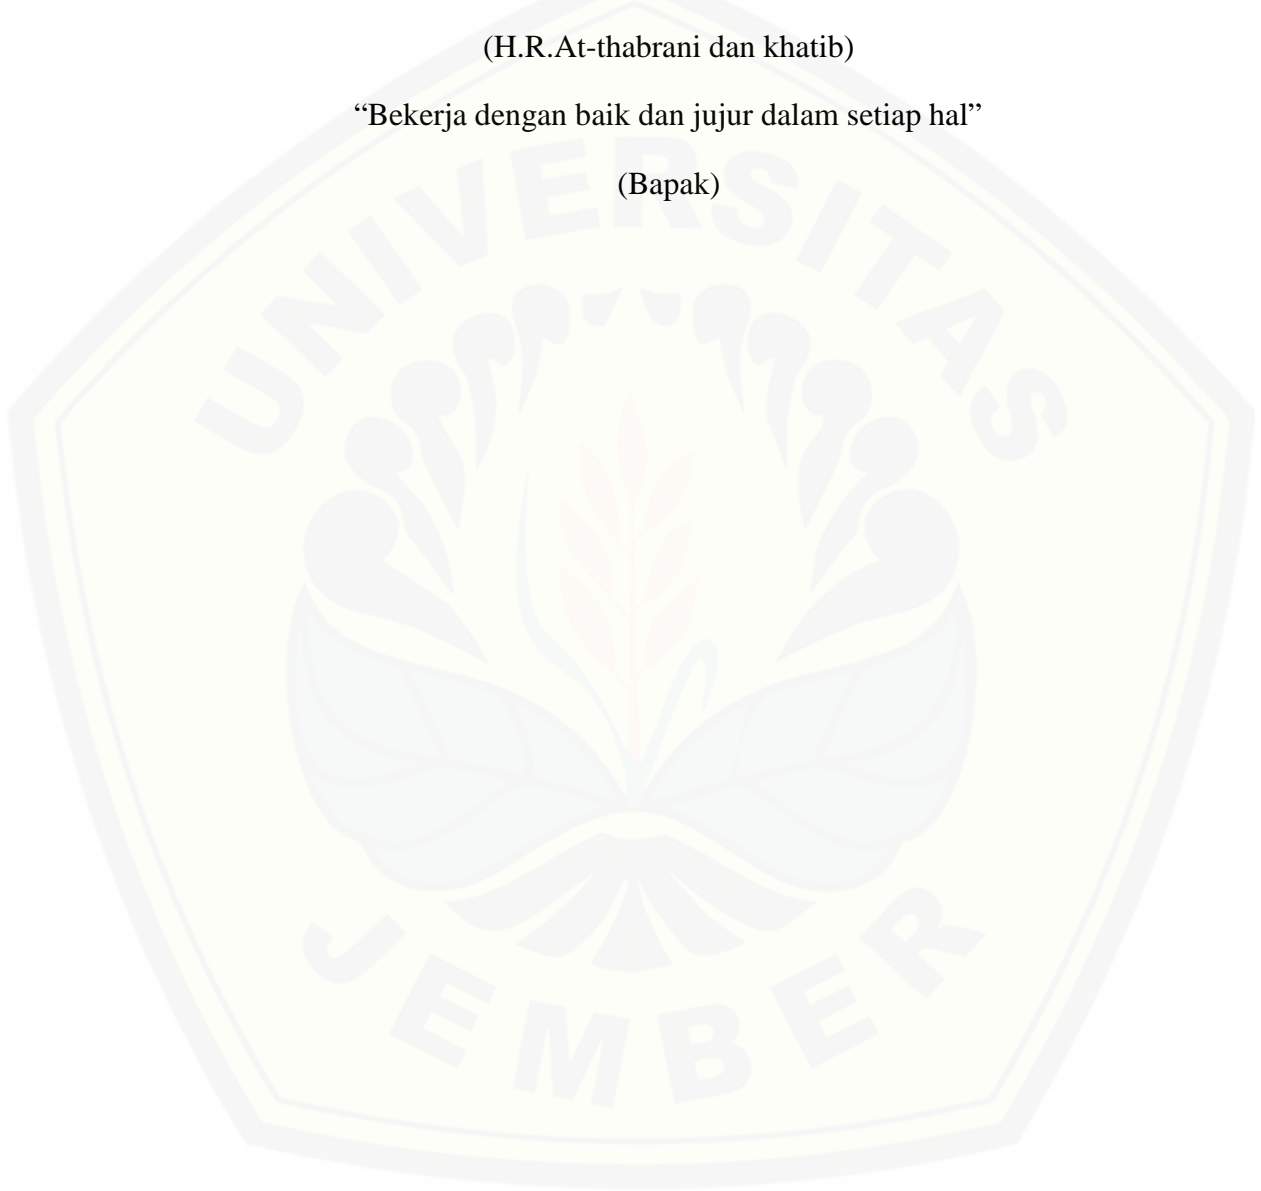 (H.R.At-thabrani dan khatib)
“Bekerja dengan baik dan jujur dalam setiap hal”
(Bapak)
UNIVERSITAS
JEMBER